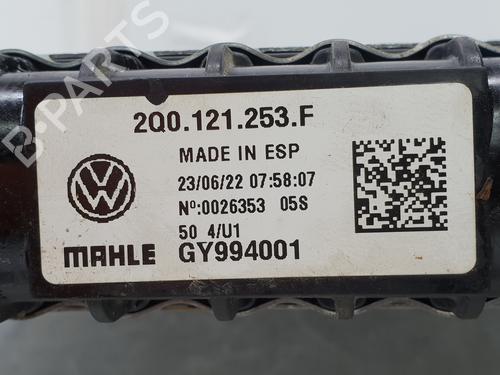 2Q0.121.253.F
MADE IN ESP
23/06/22 07:58:07
Nº:0026353 05S
50 4/U1
MAHLE GY994001
B-PARTS